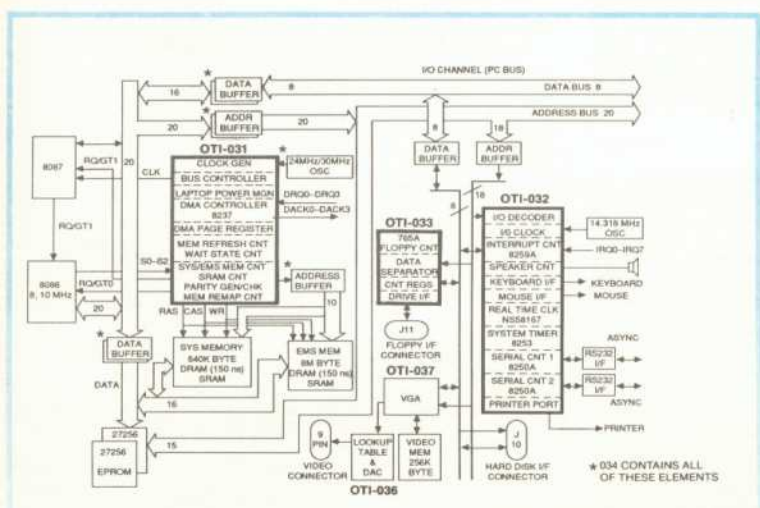 I/O CHANNEL (PC BUS)
*
DATA
BUFFER
8
DATA BUS 8
16
*
ADDR
BUFFER
20
20
ADDRESS BUS 20
8
18
DATA
BUFFER
ADDR
BUFFER
8
18
8087
RQ/GT1
20
CLK
RQ/GT1
S0–S2
8086
8, 10 MHz
RQ/GT0
20
OTI-031
CLOCK GEN
BUS CONTROLLER
LAPTOP POWER MGN
DMA CONTROLLER
8237
DMA PAGE REGISTER
MEM REFRESH CNT
WAIT STATE CNT
SYS/EMS MEM CNT
SRAM CNT
PARITY GEN/CHK
MEM REMAP CNT
*
24MHz/30MHz
OSC
DRQ0–DRQ3
DACK0–DACK3
*
ADDRESS
BUFFER
10
RAS
CAS
WR
SYS MEMORY
640K BYTE
DRAM (150 ns)
SRAM
EMS MEM
8M BYTE
DRAM (150 ns)
SRAM
*
DATA
BUFFER
DATA
16
15
27256
27256
EPROM
OTI-033
765A
FLOPPY CNT
DATA
SEPARATOR
CNT REGS
DRIVE I/F
J11
FLOPPY I/F
CONNECTOR
OTI-037
VGA
9
PIN
VIDEO
CONNECTOR
LOOKUP
TABLE
&
DAC
OTI-036
VIDEO
MEM
256K
BYTE
OTI-032
I/O DECODER
I/O CLOCK
INTERRUPT CNT
8259A
SPEAKER CNT
KEYBOARD I/F
MOUSE I/F
REAL TIME CLK
NS58167
SYSTEM TIMER
8253
SERIAL CNT 1
8250A
SERIAL CNT 2
8250A
PRINTER PORT
14.318 MHz
OSC
IRQ0–IRQ7
KEYBOARD
MOUSE
ASYNC
RS232
I/F
RS232
I/F
ASYNC
PRINTER
J
10
HARD DISK I/F
CONNECTOR
* 034 CONTAINS ALL
OF THESE ELEMENTS